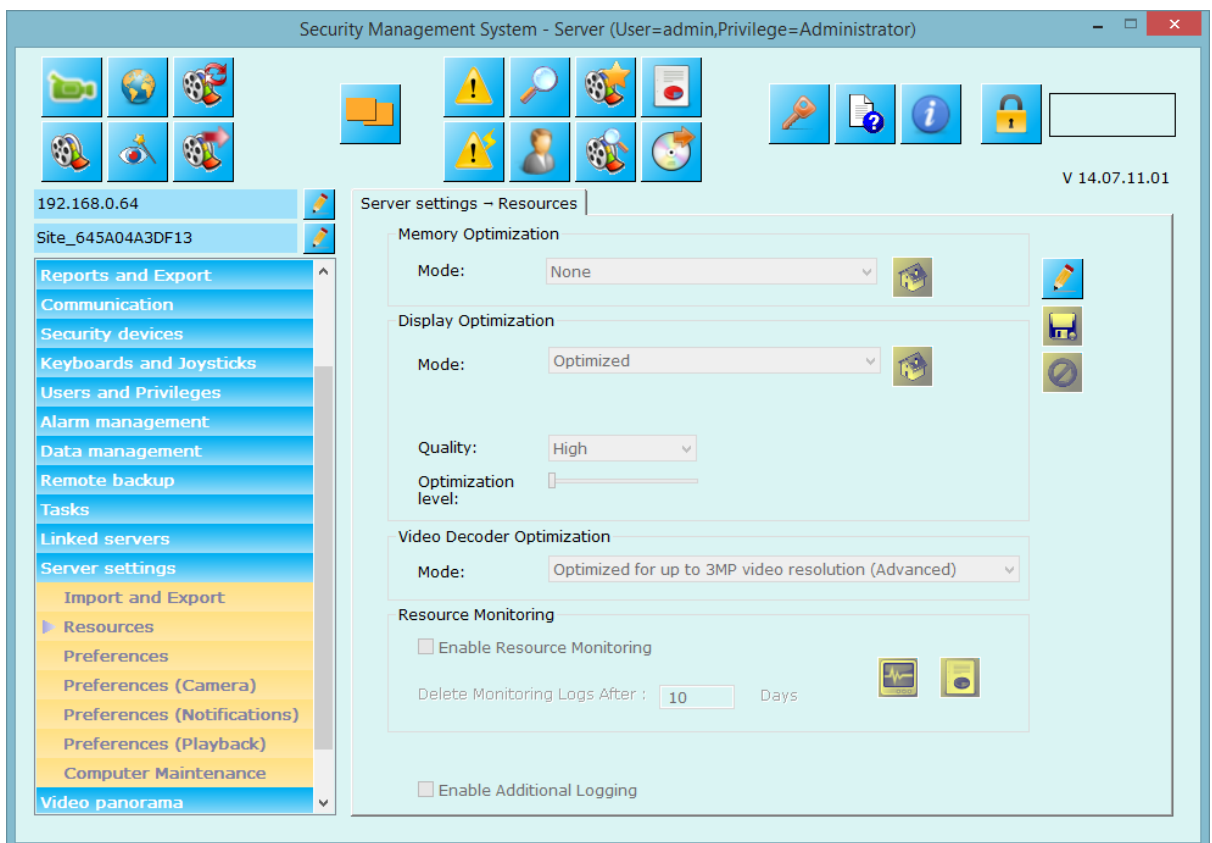 Security Management System - Server (User=admin,Privilege=Administrator)
V 14.07.11.01
192.168.0.64
Site_645A04A3DF13
Reports and Export
Communication
Security devices
Keyboards and Joysticks
Users and Privileges
Alarm management
Data management
Remote backup
Tasks
Linked servers
Server settings
Import and Export
Resources
Preferences
Preferences (Camera)
Preferences (Notifications)
Preferences (Playback)
Computer Maintenance
Video panorama
Server settings → Resources
Memory Optimization
Mode: None
Display Optimization
Mode: Optimized
Quality: High
Optimization
level:
Video Decoder Optimization
Mode: Optimized for up to 3MP video resolution (Advanced)
Resource Monitoring
Enable Resource Monitoring
Delete Monitoring Logs After : 10 Days
Enable Additional Logging